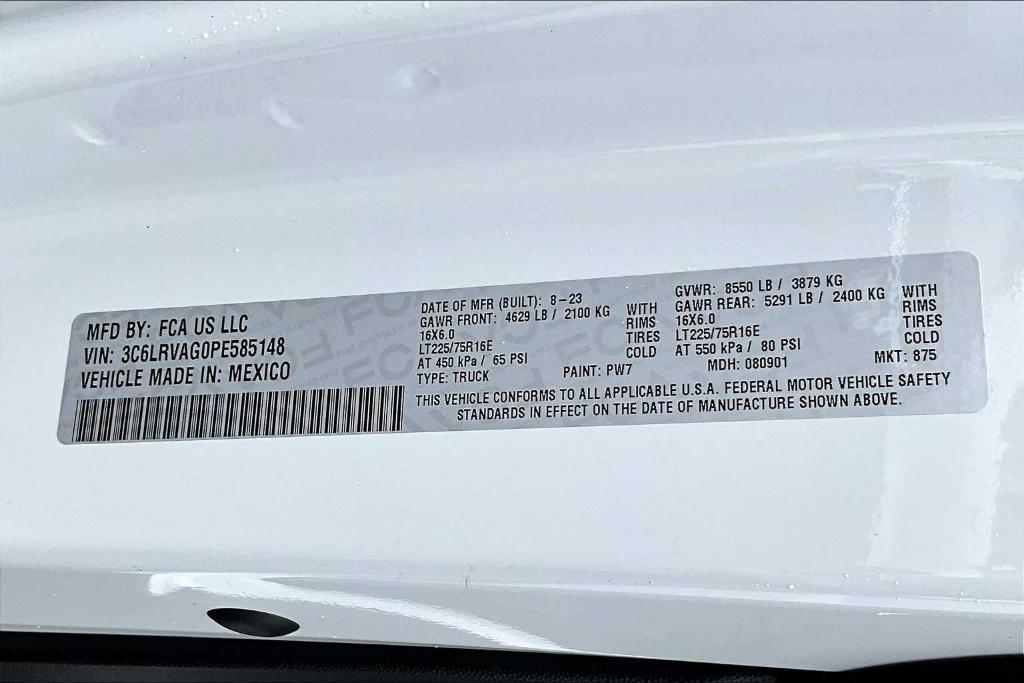 MFD BY: FCA US LLC
VIN: 3C6LRVAG0PE585148
VEHICLE MADE IN: MEXICO
DATE OF MFR (BUILT): 8-23
GAWR FRONT: 4629 LB / 2100 KG WITH
16X6.0 RIMS
LT225/75R16E TIRES
AT 450 kPa / 65 PSI COLD
TYPE: TRUCK PAINT: PW7
GVWR: 8550 LB / 3879 KG
GAWR REAR: 5291 LB / 2400 KG WITH
16X6.0 RIMS
LT225/75R16E TIRES
AT 550 kPa / 80 PSI COLD
MDH: 080901 MKT: 875
THIS VEHICLE CONFORMS TO ALL APPLICABLE U.S.A. FEDERAL MOTOR VEHICLE SAFETY
STANDARDS IN EFFECT ON THE DATE OF MANUFACTURE SHOWN ABOVE.